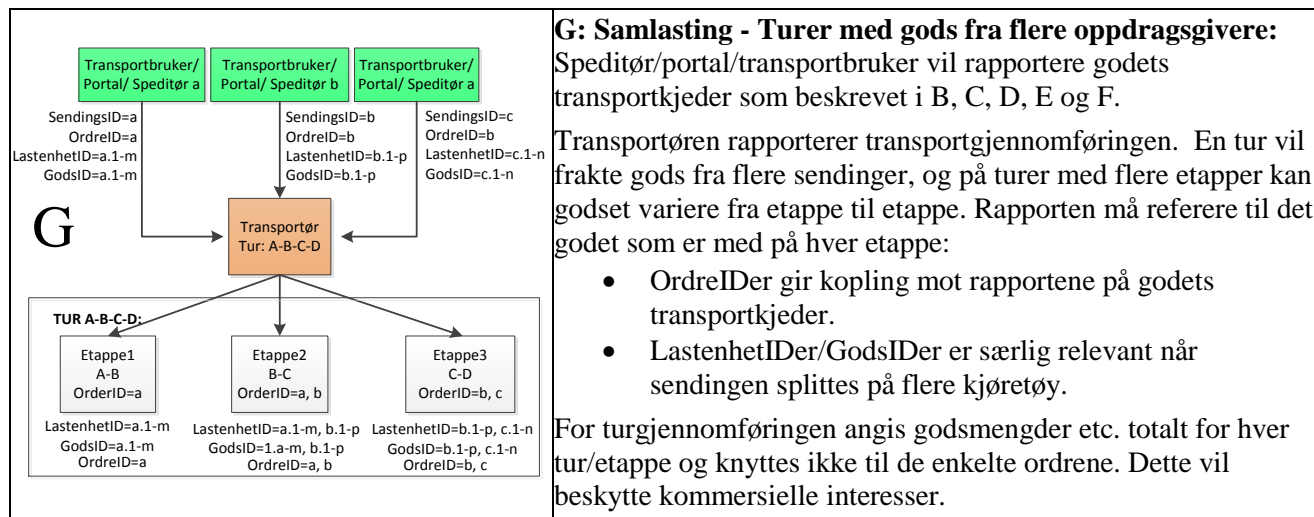 Transportbruker/
Portal/ Speditør a
Transportbruker/
Portal/ Speditør b
Transportbruker/
Portal/ Speditør a
SendingsID=a
OrdreID=a
LastenhetID=a.1-m
GodsID=a.1-m
SendingsID=b
OrdreID=b
LastenhetID=b.1-p
GodsID=b.1-p
SendingsID=c
OrdreID=b
Lastenhet​ID=c.1-n
GodsID=c.1-n
G
Transportør
Tur: A-B-C-D
TUR A-B-C-D:
Etappe1
A-B
OrderID=a
Etappe2
B-C
OrderID=a, b
Etappe3
C-D
OrderID=b, c
LastenhetID=a.1-m
GodsID=a.1-m
OrdreID=a
LastenhetID=a.1-m, b.1-p
GodsID=1.a-m, b.1-p
OrdreID=a, b
LastenhetID=b.1-p, c.1-n
GodsID=b.1-p, c.1-n
OrdreID=b, c
G: Samlasting - Turer med gods fra flere oppdragsgivere:
Speditør/portal/transportbruker vil rapportere godets
transportkjeder som beskrevet i B, C, D, E og F.
Transportøren rapporterer transportgjennomføringen. En tur vil
frakte gods fra flere sendinger, og på turer med flere etapper kan
godset variere fra etappe til etappe. Rapporten må referere til det
godet som er med på hver etappe:
• OrdreIDer gir kopling mot rapportene på godets
transportkjeder.
• LastenhetIDer/GodsIDer er særlig relevant når
sendingen splittes på flere kjøretøy.
For turgjennomføringen angis godsmengder etc. totalt for hver
tur/etappe og knyttes ikke til de enkelte ordrene. Dette vil
beskytte kommersielle interesser.